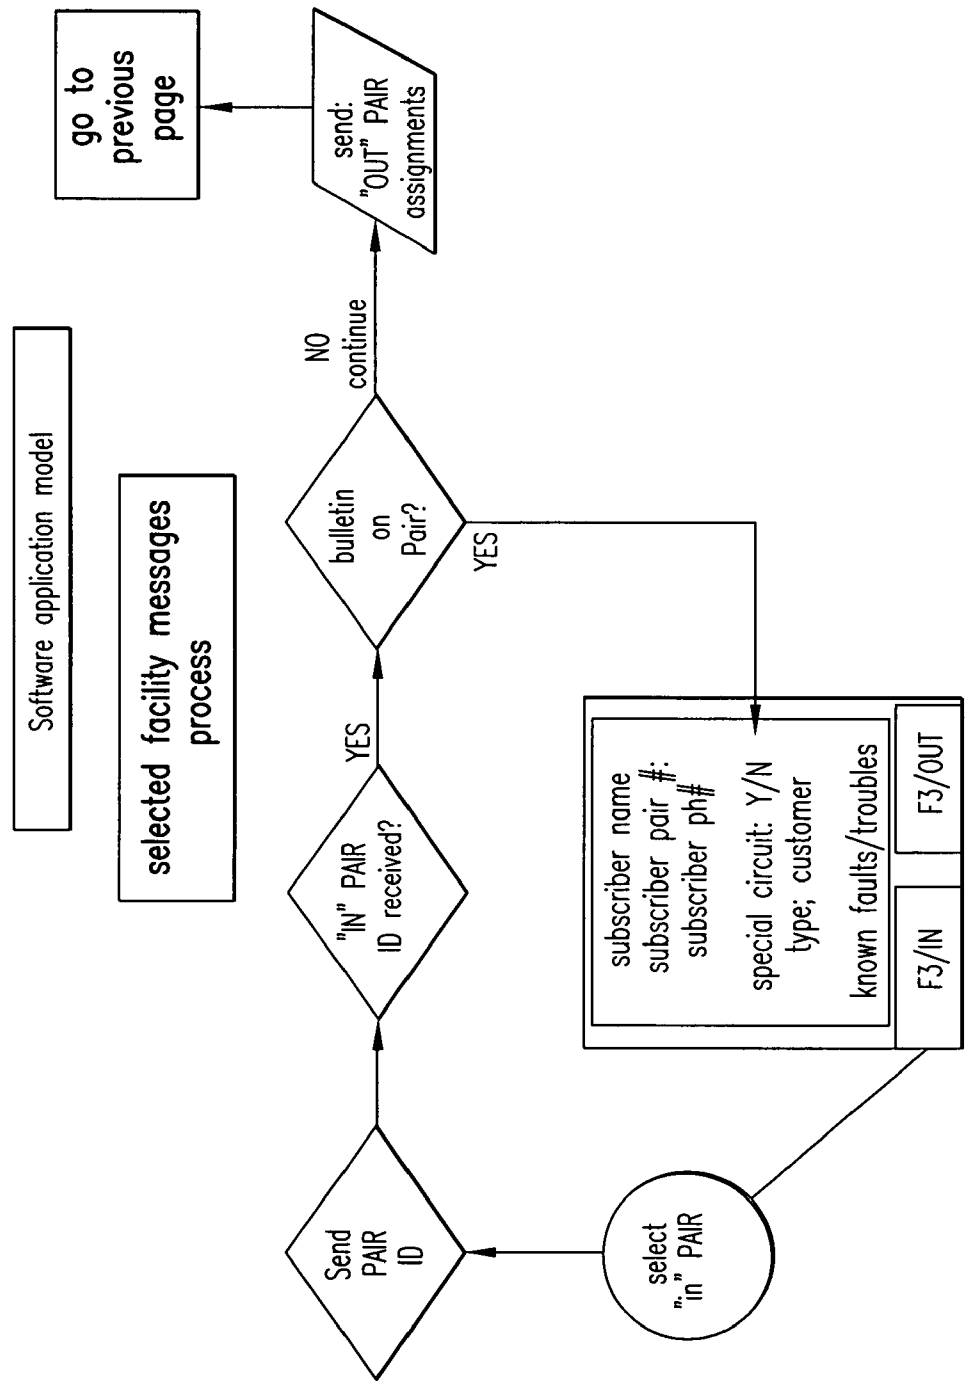 Software application model
selected facility messages
process
go to
previous
page
send:
"OUT" PAIR
assignments
NO
continue
bulletin
on
Pair?
YES
YES
"IN" PAIR
ID received?
Send
PAIR
ID
select
"in" PAIR
subscriber name
subscriber pair #:
subscriber ph#
special circuit: Y/N
type; customer
known faults/troubles
F3/IN
F3/OUT